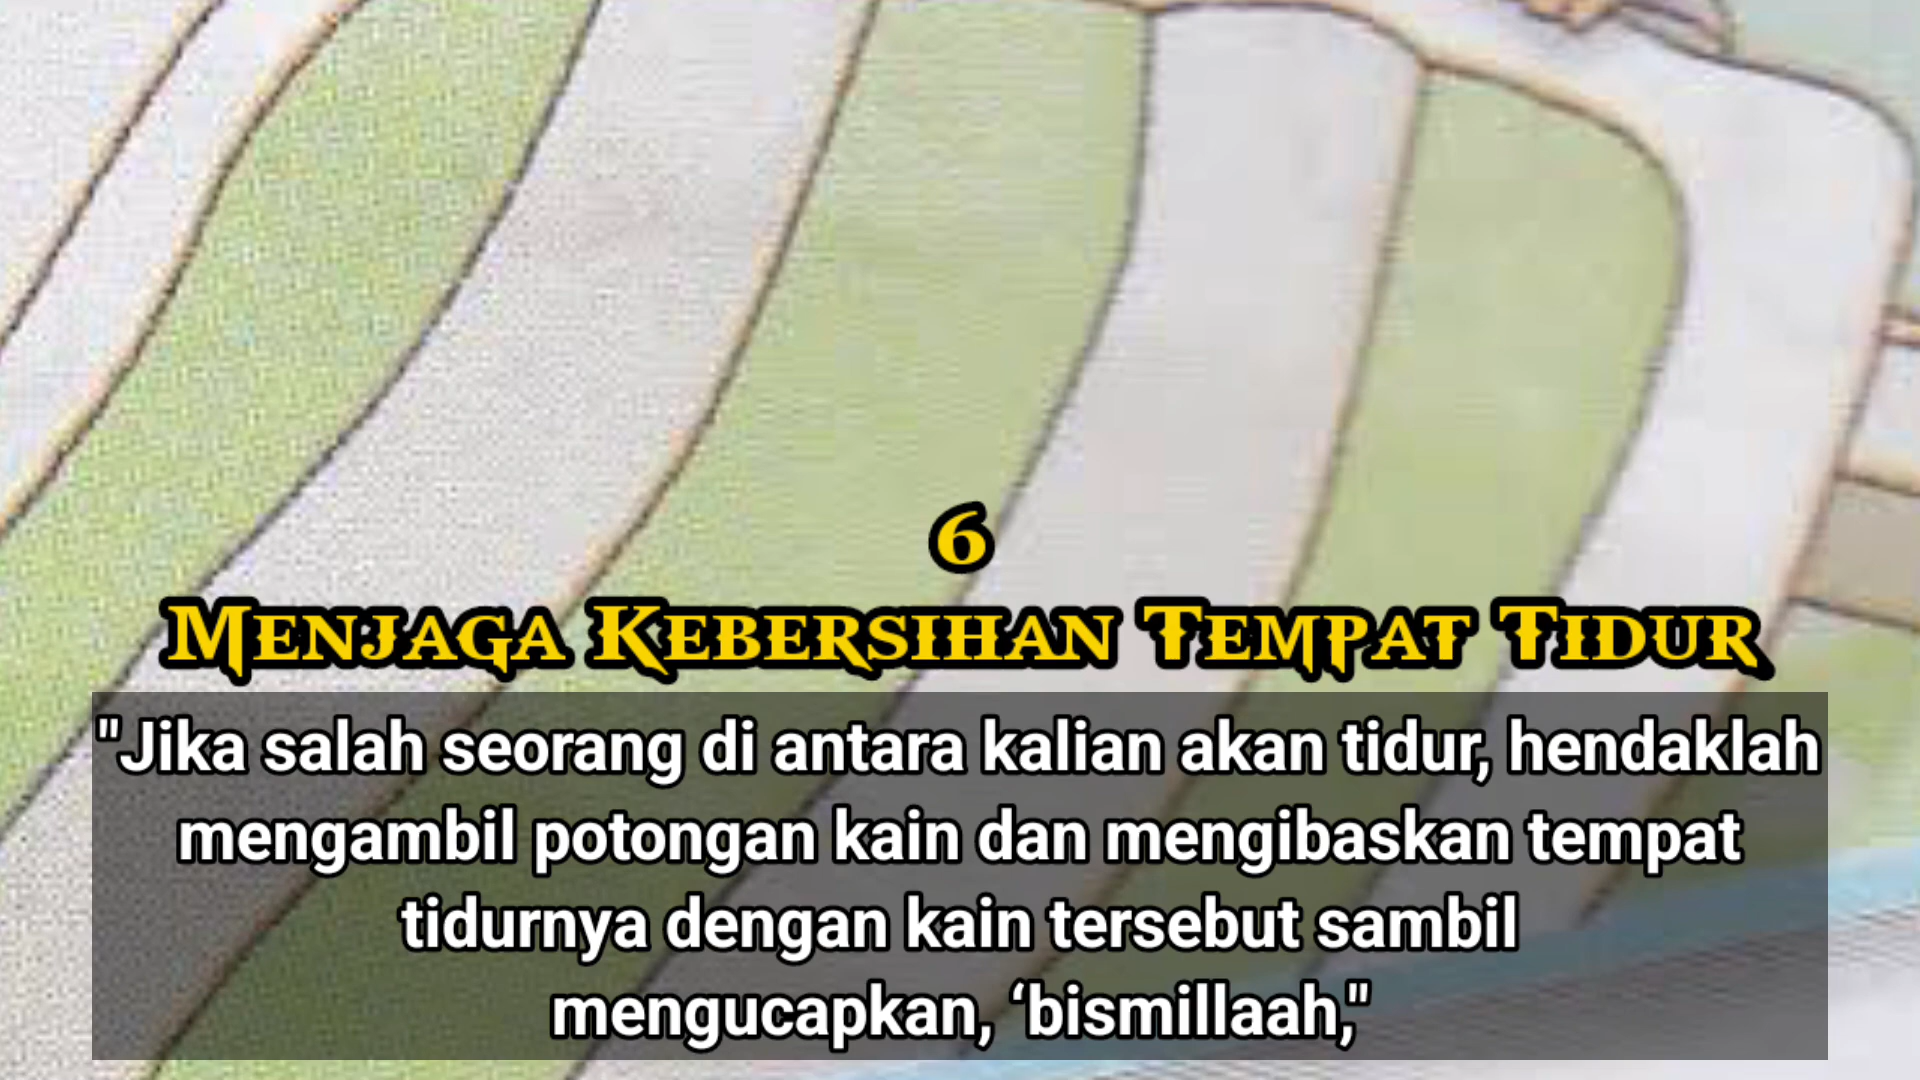 6
Menjaga Kebersihan Tempat Tidur
"Jika salah seorang di antara kalian akan tidur, hendaklah
mengambil potongan kain dan mengibaskan tempat
tidurnya dengan kain tersebut sambil
mengucapkan, ‘bismillaah,"